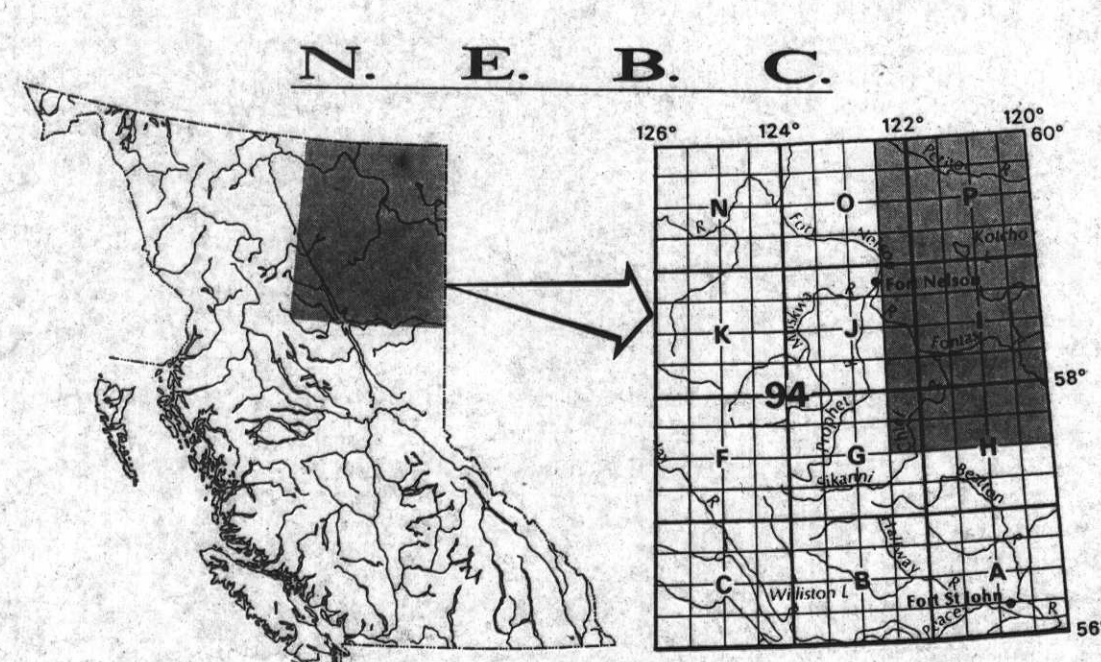 N. E. B. C.
126° 124° 122° 120°
60°
N O P
Petitot R
R
Fort Nelson
Kotcho
Fort Nelson
R
R
K J I
Muskwa
Fontas
58°
94
Prophet
R
Chief
F G H
Sikanni
Beatton
R
R
Halfway
C B A
Williston L
R
Fort St John
Peace
R
56°